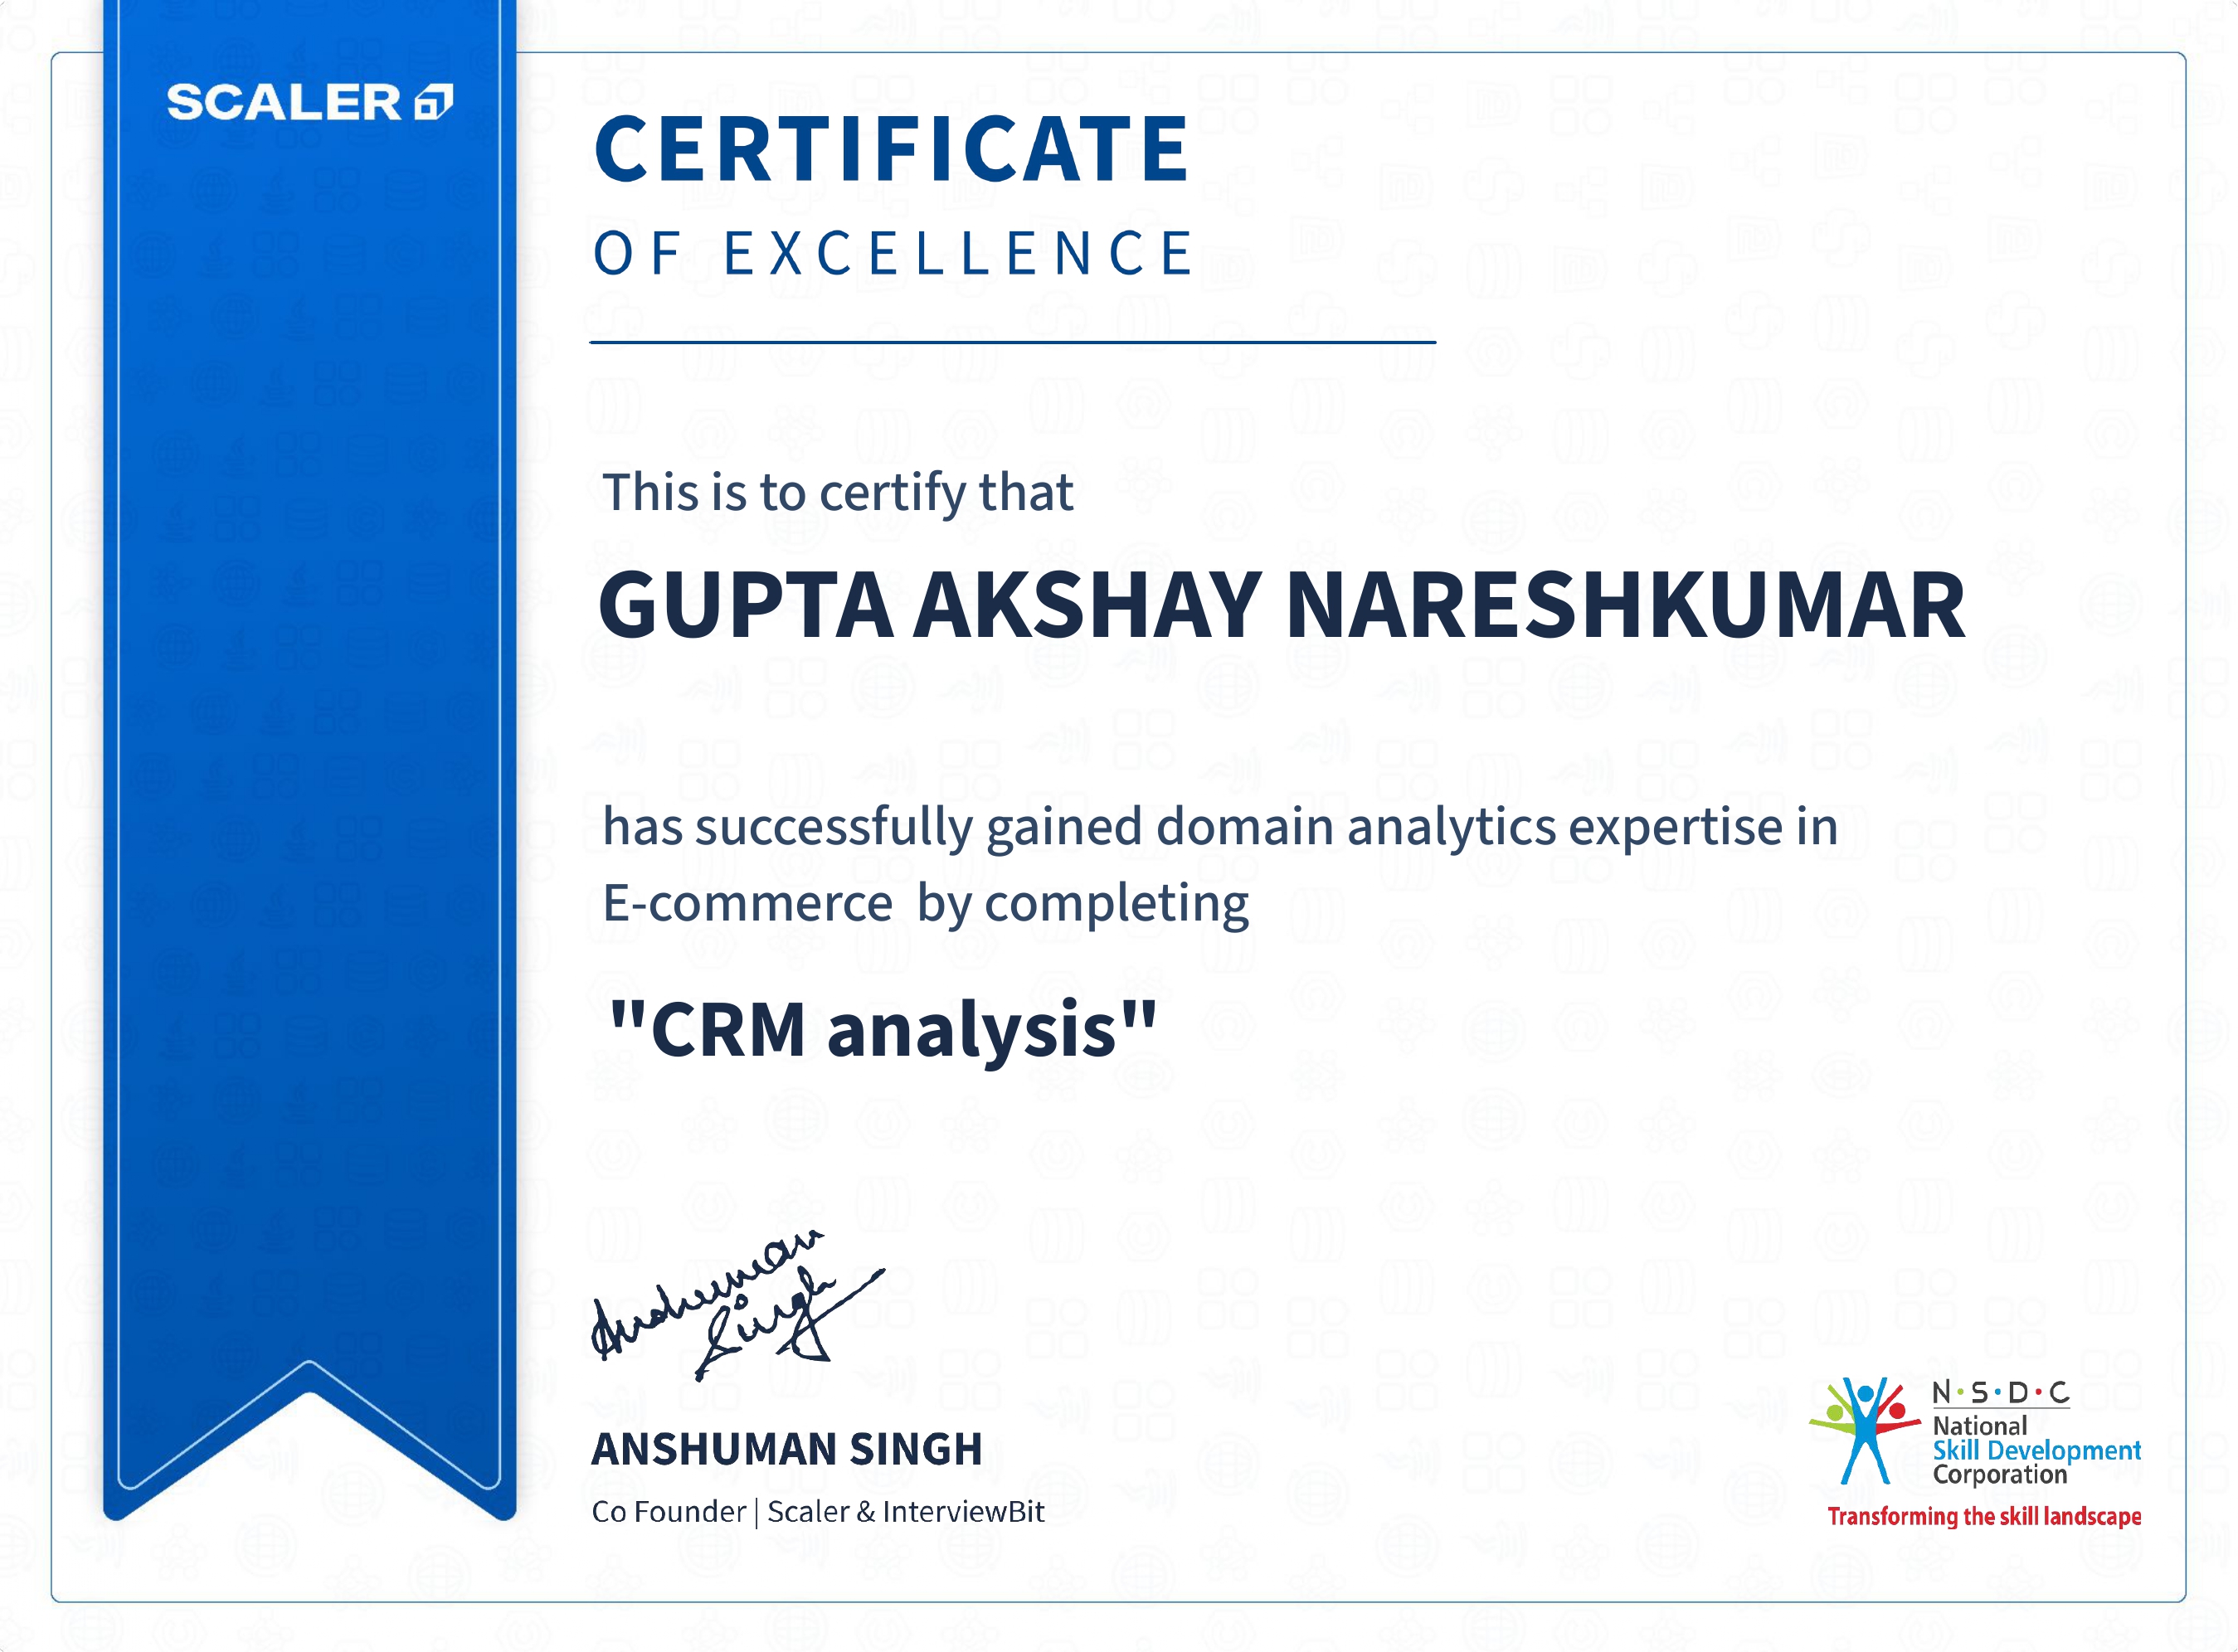 SCALER
CERTIFICATE
OF EXCELLENCE
This is to certify that
GUPTA AKSHAY NARESHKUMAR
has successfully gained domain analytics expertise in
E-commerce by completing
"CRM analysis"
Anshuman
Singh
ANSHUMAN SINGH
Co Founder | Scaler & InterviewBit
N·S·D·C
National
Skill Development
Corporation
Transforming the skill landscape